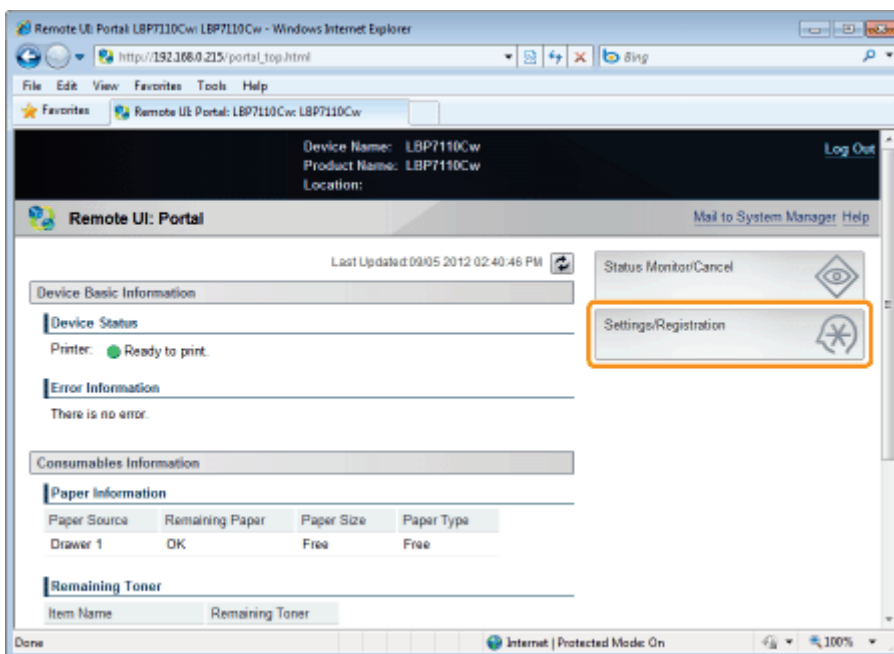 Remote UI: Portal: LBP7110Cw: LBP7110Cw - Windows Internet Explorer
http://192.168.0.215/portal_top.html
Bing
File Edit View Favorites Tools Help
Favorites Remote UI: Portal: LBP7110Cw: LBP7110Cw
Device Name: LBP7110Cw
Product Name: LBP7110Cw
Location:
Log Out
Remote UI: Portal
Mail to System Manager Help
Last Updated:09/05 2012 02:40:46 PM
Status Monitor/Cancel
Device Basic Information
Device Status
Settings/Registration
Printer: Ready to print.
Error Information
There is no error.
Consumables Information
Paper Information
Paper Source Remaining Paper Paper Size Paper Type
Drawer 1 OK Free Free
Remaining Toner
Item Name Remaining Toner
Done Internet | Protected Mode: On 100%